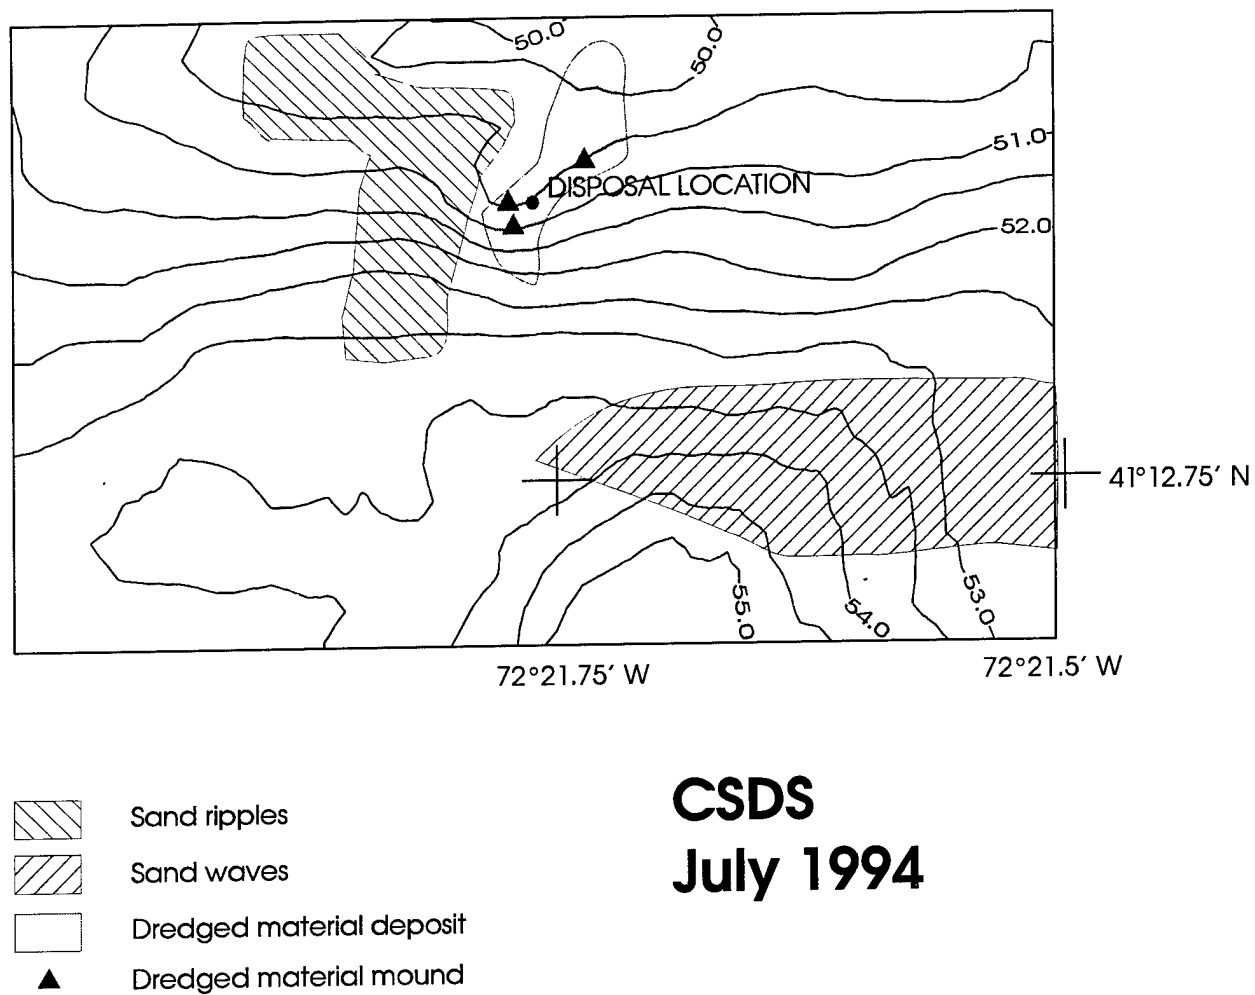 50.0
50.0
51.0
DISPOSAL LOCATION
52.0
41°12.75' N
55.0
54.0
53.0
72°21.75' W
72°21.5' W
CSDS
July 1994
Sand ripples
Sand waves
Dredged material deposit
Dredged material mound